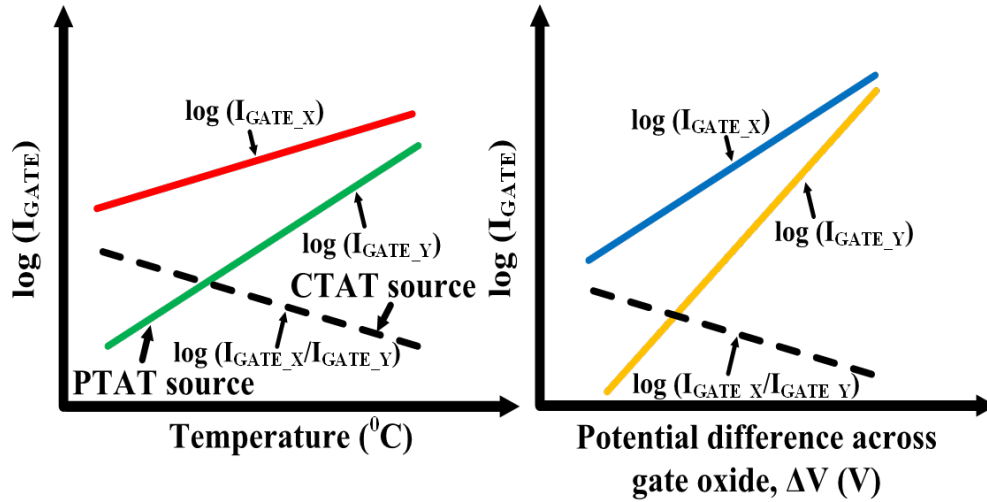 log (I_GATE)
log (I_GATE_X)
log (I_GATE_Y)
CTAT source
log (I_GATE_X/I_GATE_Y)
PTAT source
Temperature (⁰C)
log (I_GATE)
log (I_GATE_X)
log (I_GATE_Y)
log (I_GATE_X/I_GATE_Y)
Potential difference across
gate oxide, ΔV (V)